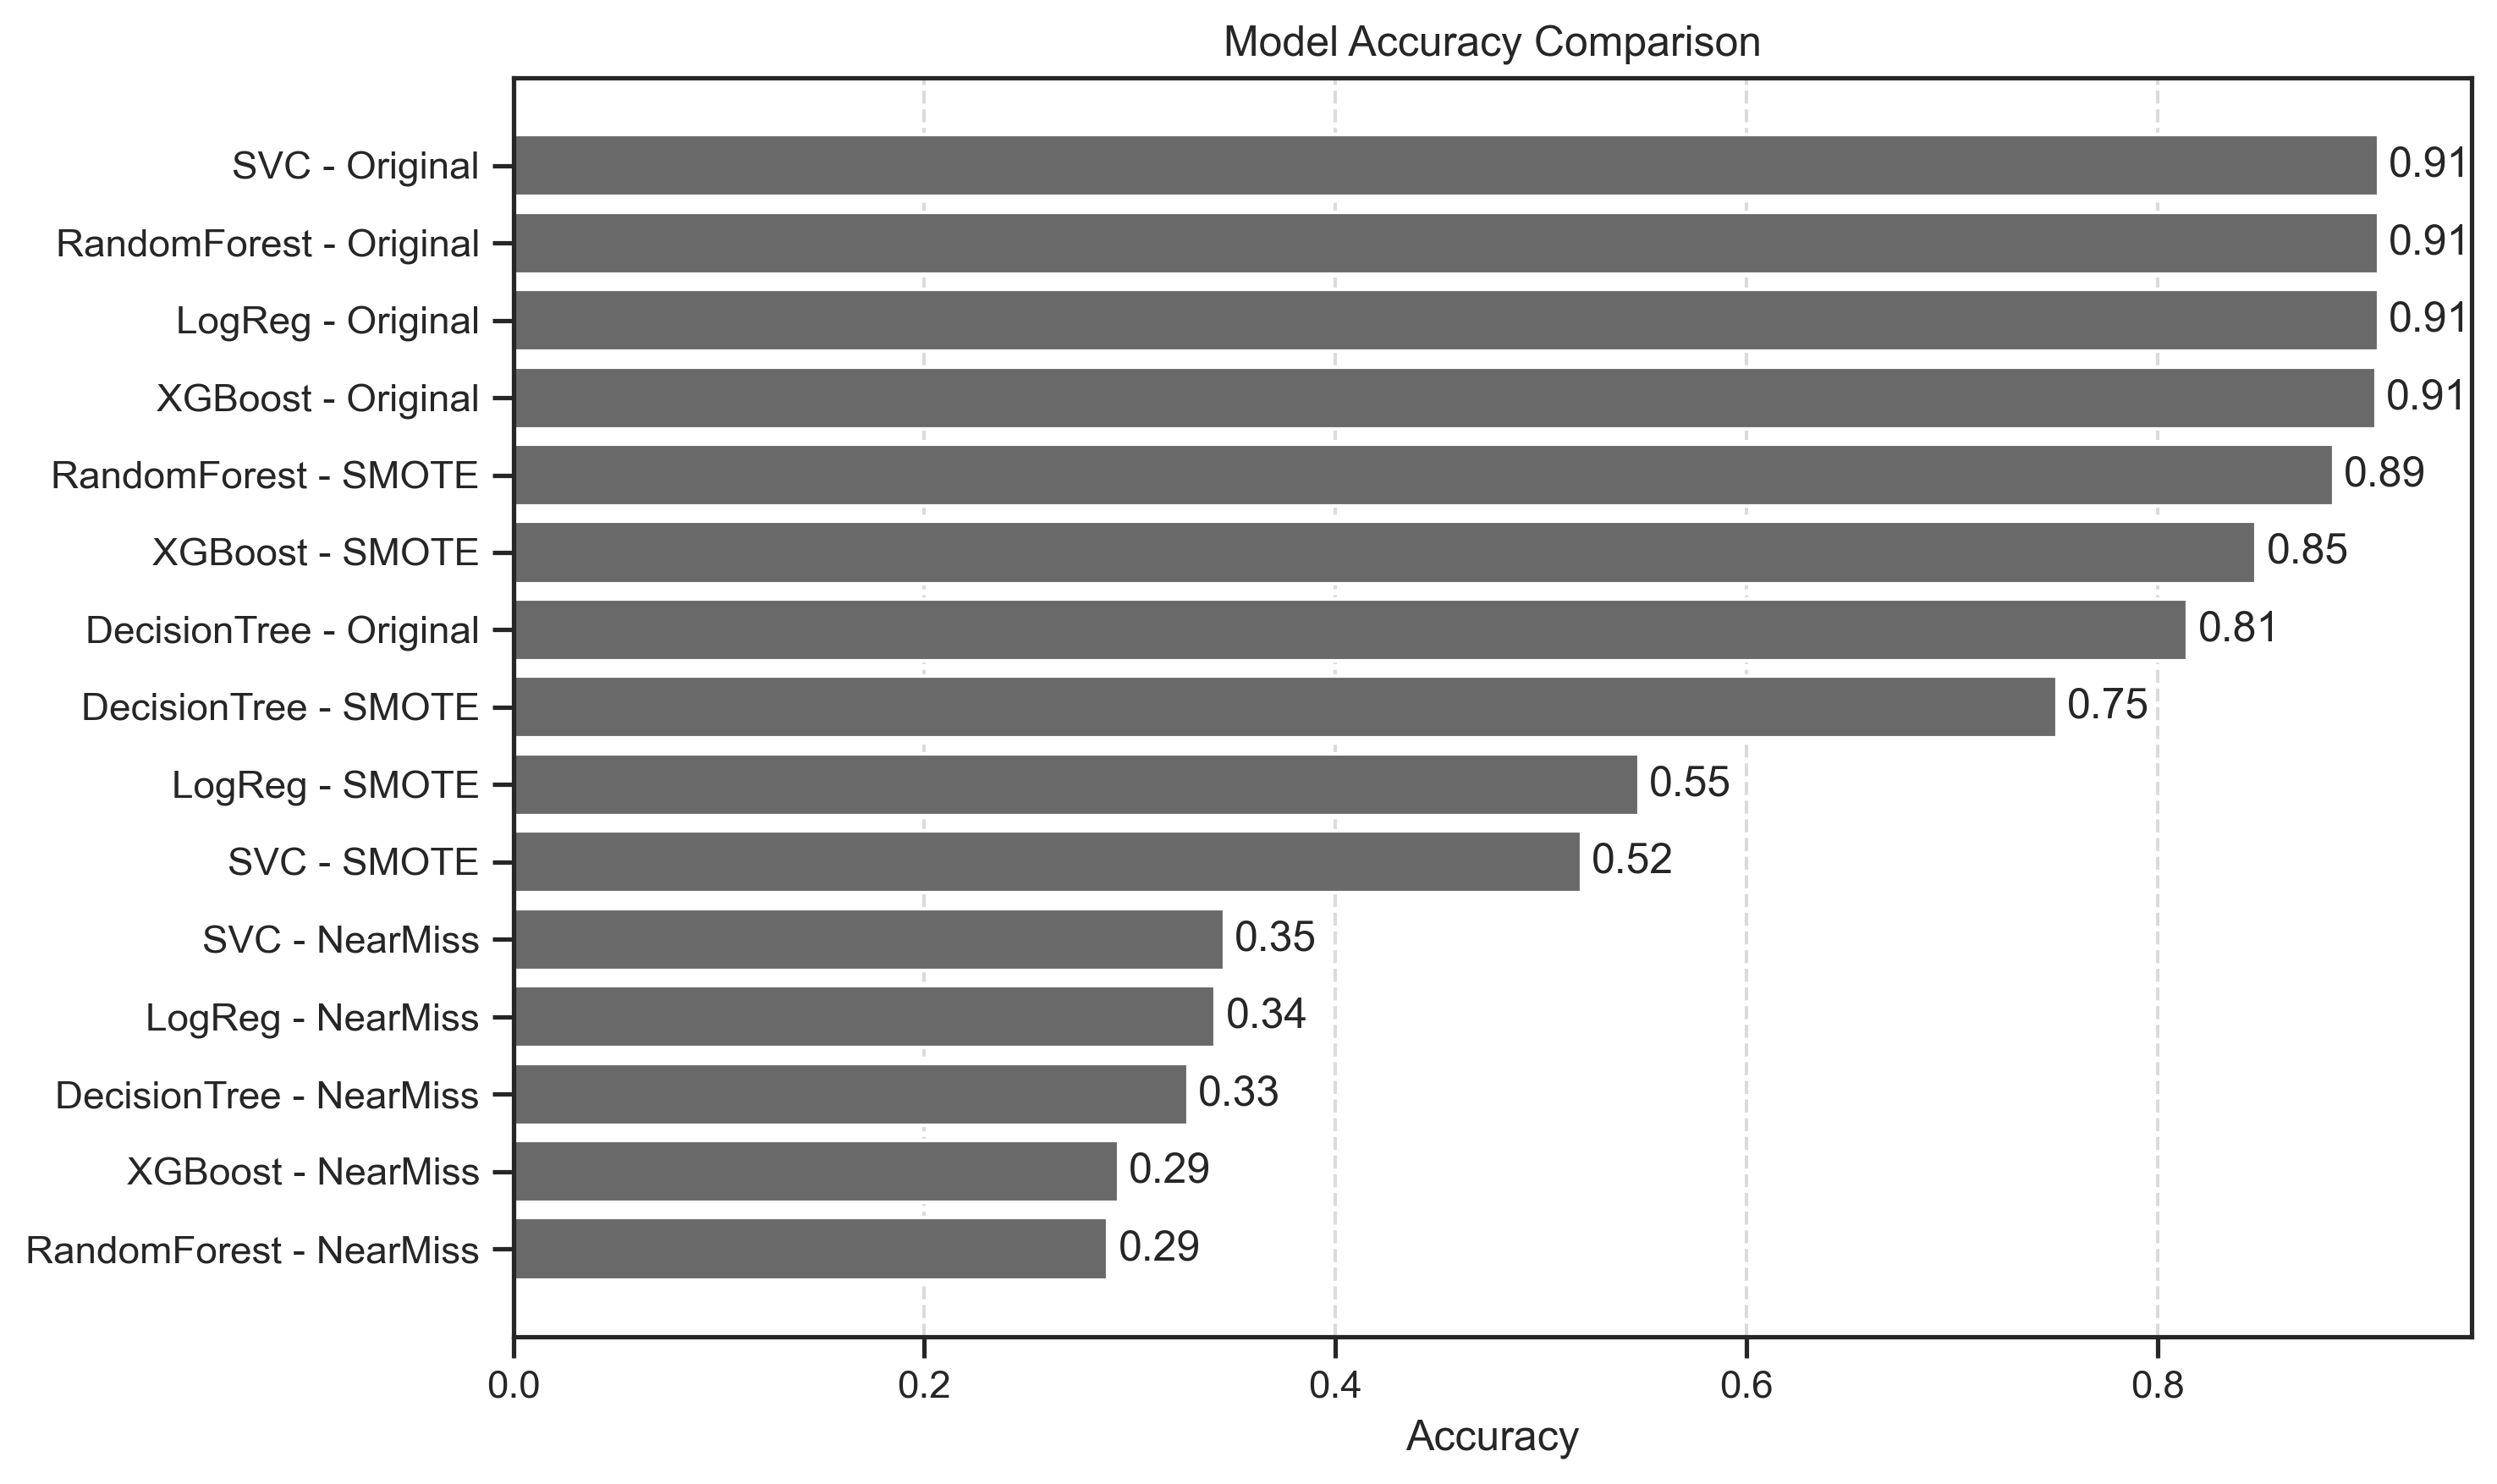 Model Accuracy Comparison
SVC - Original 0.91
RandomForest - Original 0.91
LogReg - Original 0.91
XGBoost - Original 0.91
RandomForest - SMOTE 0.89
XGBoost - SMOTE 0.85
DecisionTree - Original 0.81
DecisionTree - SMOTE 0.75
LogReg - SMOTE 0.55
SVC - SMOTE 0.52
SVC - NearMiss 0.35
LogReg - NearMiss 0.34
DecisionTree - NearMiss 0.33
XGBoost - NearMiss 0.29
RandomForest - NearMiss 0.29
0.0 0.2 0.4 0.6 0.8
Accuracy